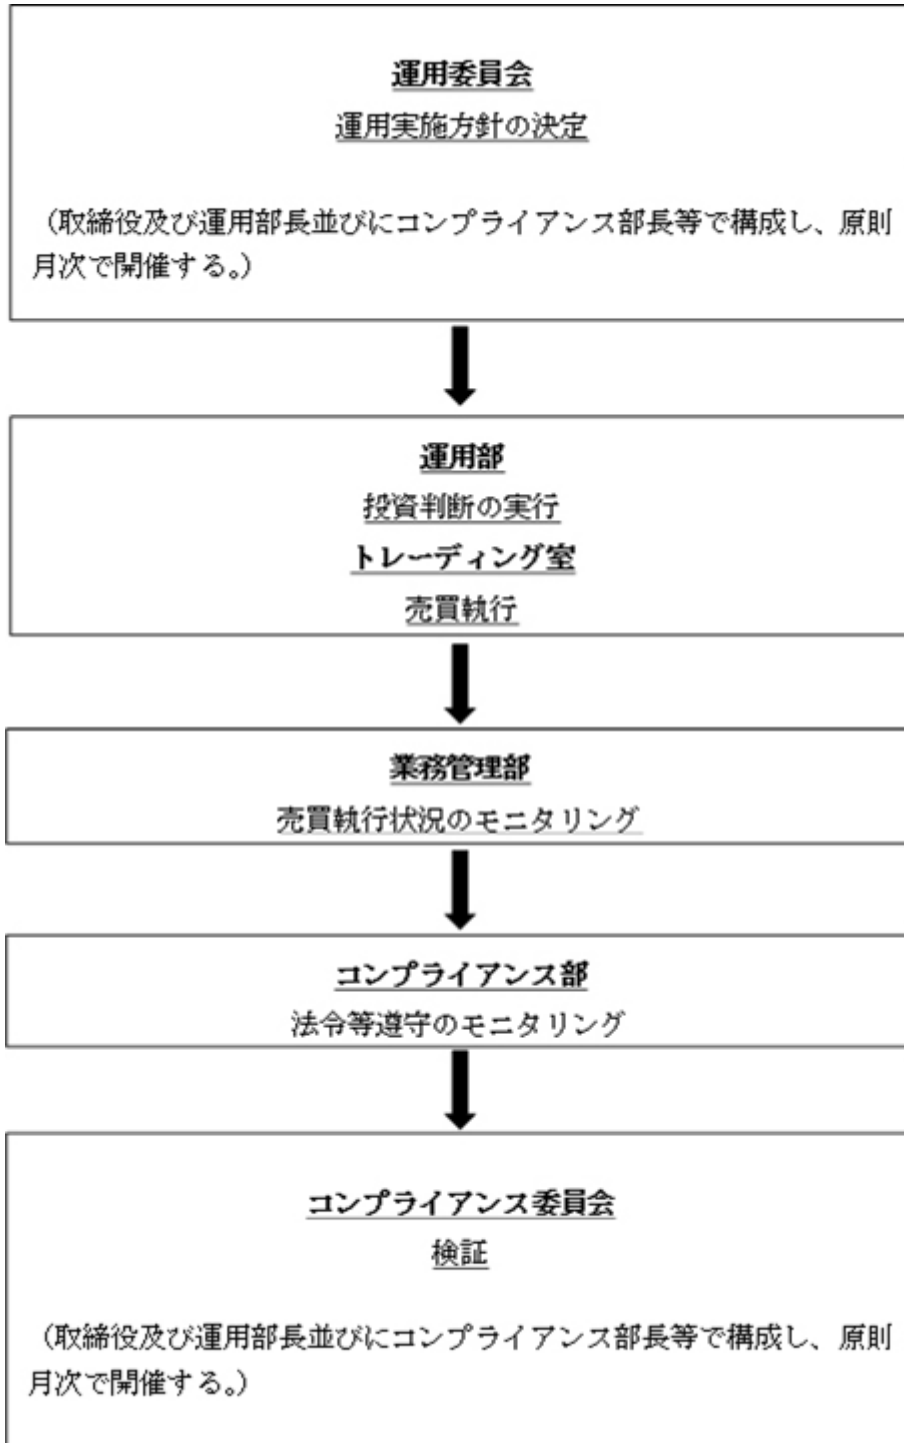 運用委員会
運用実施方針の決定
（取締役及び運用部長並びにコンプライアンス部長等で構成し、原則
月次で開催する。）
運用部
投資判断の実行
トレーディング室
売買執行
業務管理部
売買執行状況のモニタリング
コンプライアンス部
法令等遵守のモニタリング
コンプライアンス委員会
検証
（取締役及び運用部長並びにコンプライアンス部長等で構成し、原則
月次で開催する。）